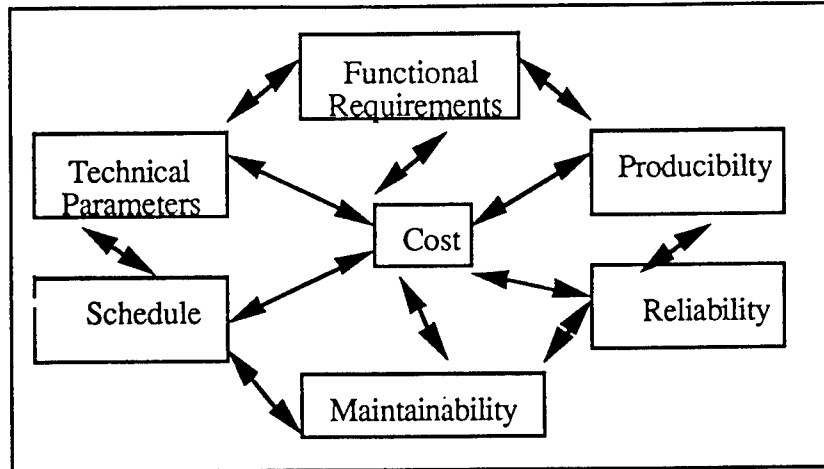 Functional
Requirements
Technical
Parameters
Producibilty
Cost
Schedule
Reliability
Maintainability